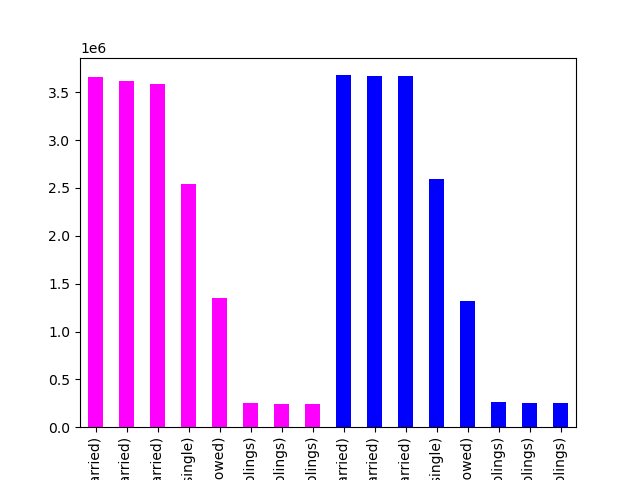 1e6
3.5
3.0
2.5
2.0
1.5
1.0
0.5
0.0
arried)
arried)
arried)
single)
owed)
olings)
olings)
olings)
arried)
arried)
arried)
single)
owed)
olings)
olings)
olings)